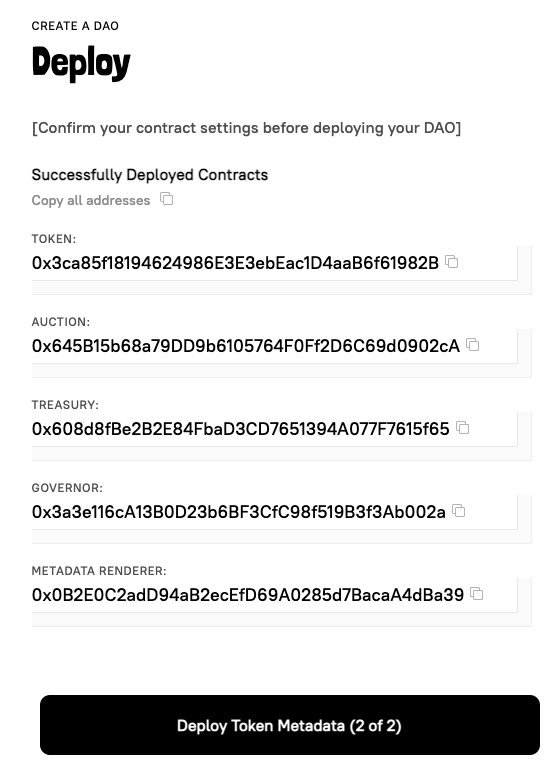 CREATE A DAO
Deploy
[Confirm your contract settings before deploying your DAO]
Successfully Deployed Contracts
Copy all addresses
TOKEN:
0x3ca85f18194624986E3E3ebEac1D4aaB6f61982B
AUCTION:
0x645B15b68a79DD9b6105764F0Ff2D6C69d0902cA
TREASURY:
0x608d8fBe2B2E84FbaD3CD7651394A077F7615f65
GOVERNOR:
0x3a3e116cA13B0D23b6BF3CfC98f519B3f3Ab002a
METADATA RENDERER:
0x0B2E0C2adD94aB2ecEfD69A0285d7BacaA4dBa39
Deploy Token Metadata (2 of 2)